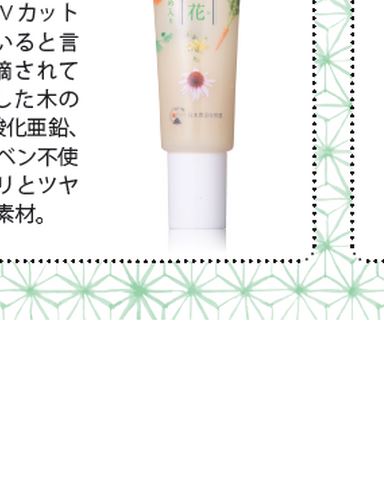 Vカット
いると言
摘されて
した木の
酸化亜鉛、
ベン不使
リとツヤ
素材。
花